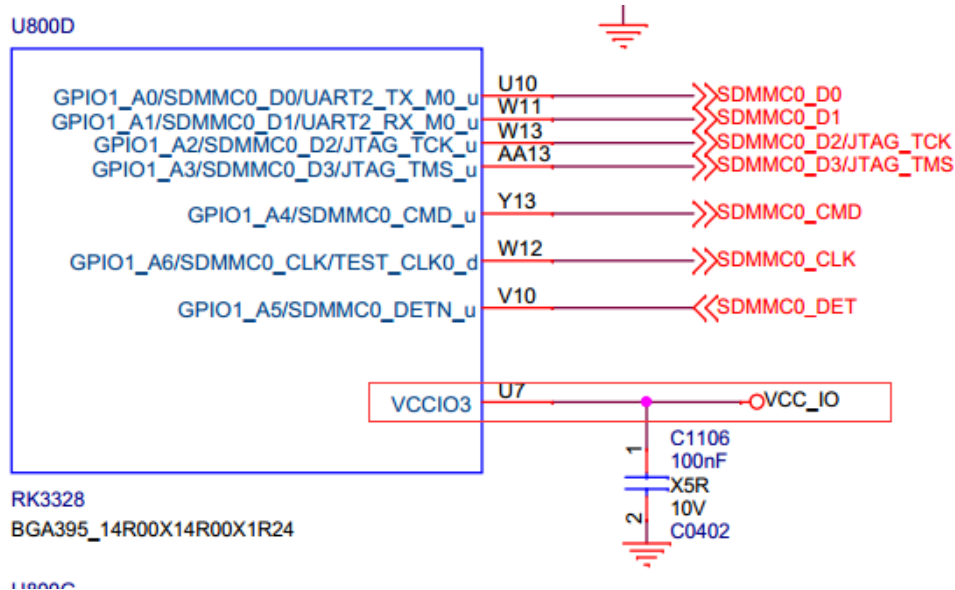 U800D
GPIO1_A0/SDMMC0_D0/UART2_TX_M0_u U10 SDMMC0_D0
GPIO1_A1/SDMMC0_D1/UART2_RX_M0_u W11 SDMMC0_D1
GPIO1_A2/SDMMC0_D2/JTAG_TCK_u W13 SDMMC0_D2/JTAG_TCK
GPIO1_A3/SDMMC0_D3/JTAG_TMS_u AA13 SDMMC0_D3/JTAG_TMS
GPIO1_A4/SDMMC0_CMD_u Y13 SDMMC0_CMD
GPIO1_A6/SDMMC0_CLK/TEST_CLK0_d W12 SDMMC0_CLK
GPIO1_A5/SDMMC0_DETN_u V10 SDMMC0_DET
VCCIO3 U7 VCC_IO
1
2
C1106
100nF
X5R
10V
C0402
RK3328
BGA395_14R00X14R00X1R24